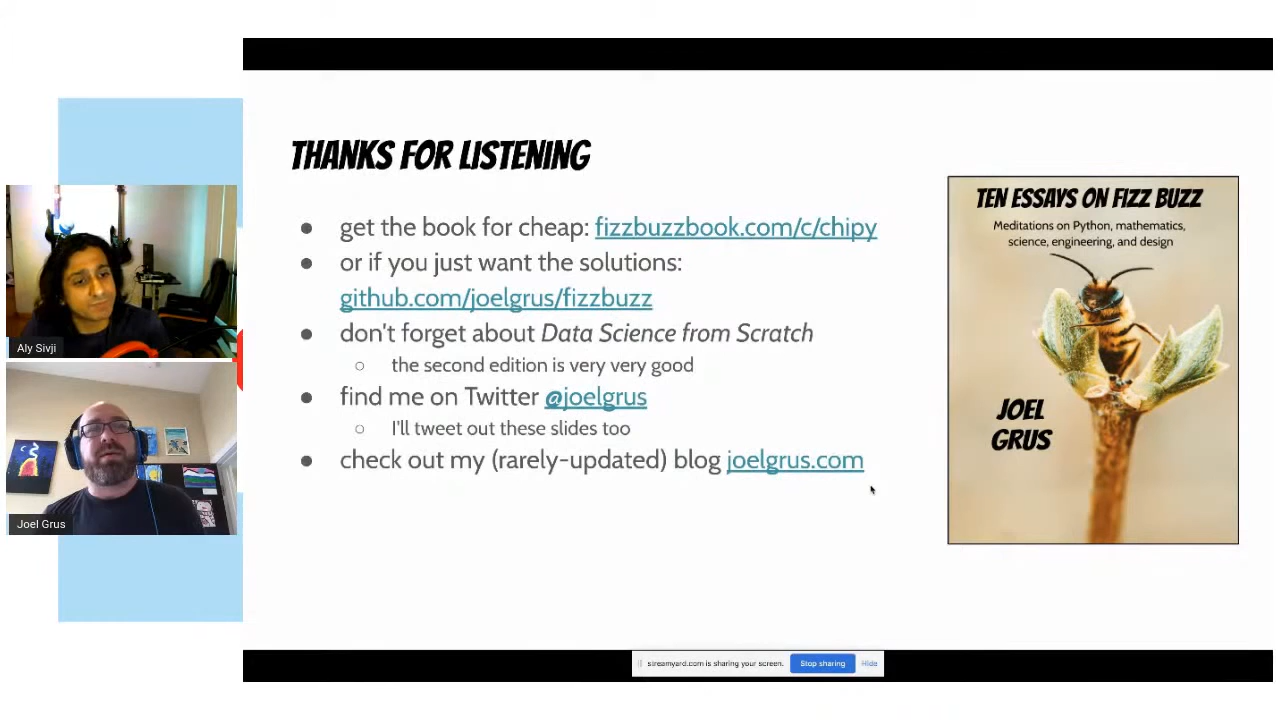 THANKS FOR LISTENING
get the book for cheap: fizzbuzzbook.com/c/chipy
or if you just want the solutions:
github.com/joelgrus/fizzbuzz
don't forget about Data Science from Scratch
the second edition is very very good
find me on Twitter @joelgrus
I'll tweet out these slides too
check out my (rarely-updated) blog joelgrus.com
TEN ESSAYS ON FIZZ BUZZ
Meditations on Python, mathematics,
science, engineering, and design
JOEL
GRUS
Aly Sivji
Joel Grus
streamyard.com is sharing your screen. Stop sharing Hide